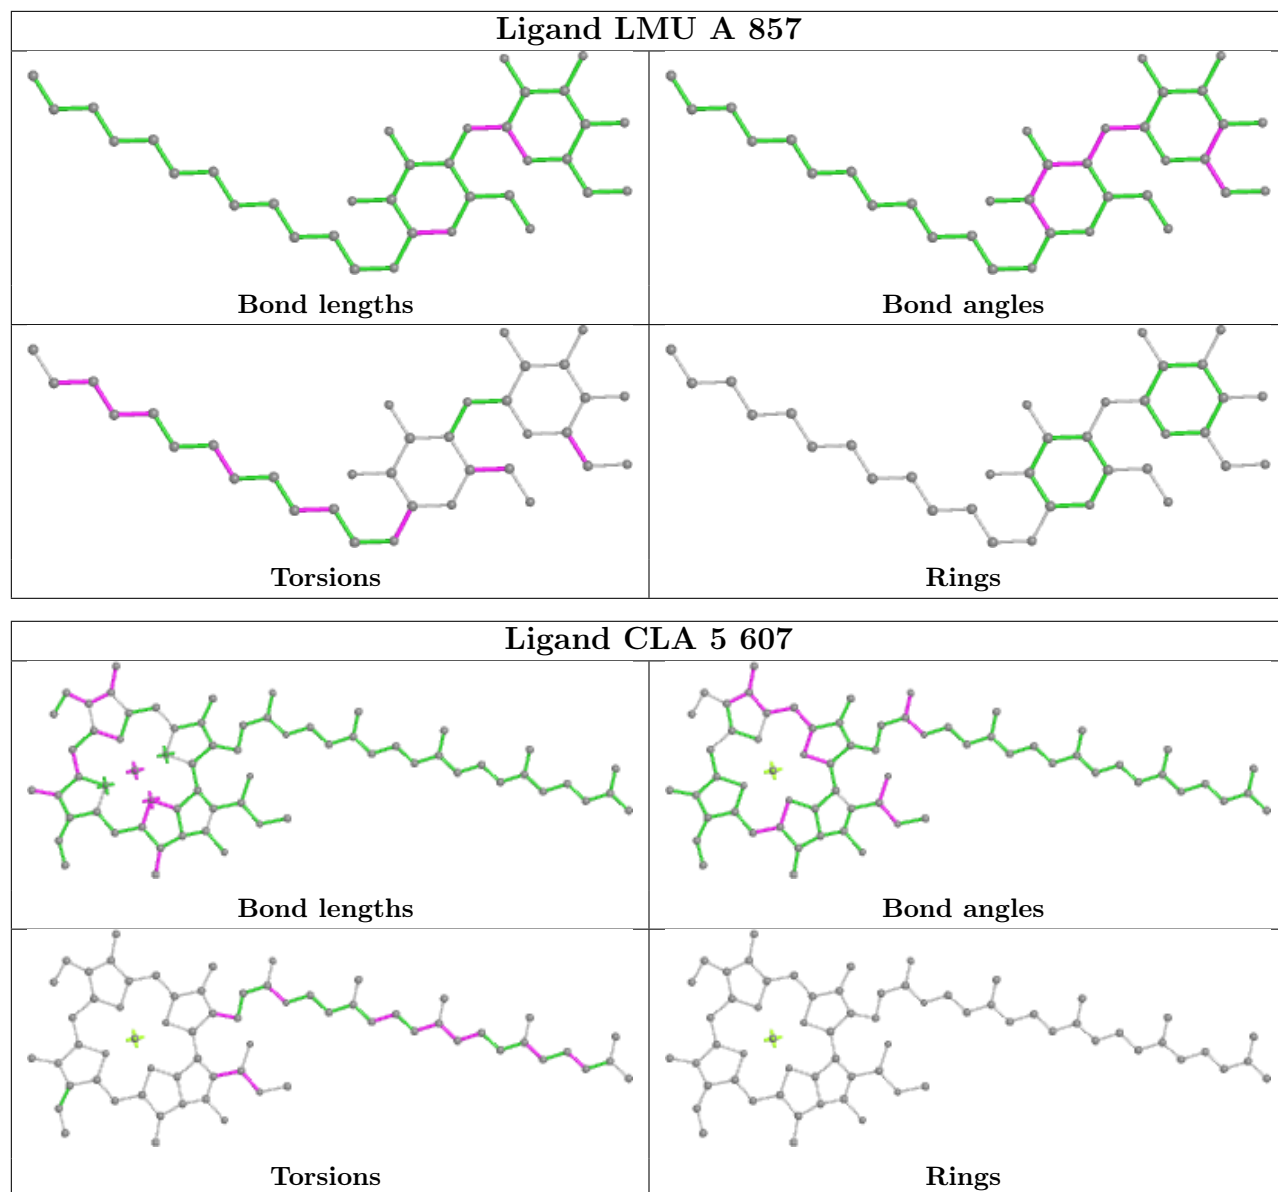 Ligand LMU A 857
Bond lengths
Bond angles
Torsions
Rings
Ligand CLA 5 607
Bond lengths
Bond angles
Torsions
Rings